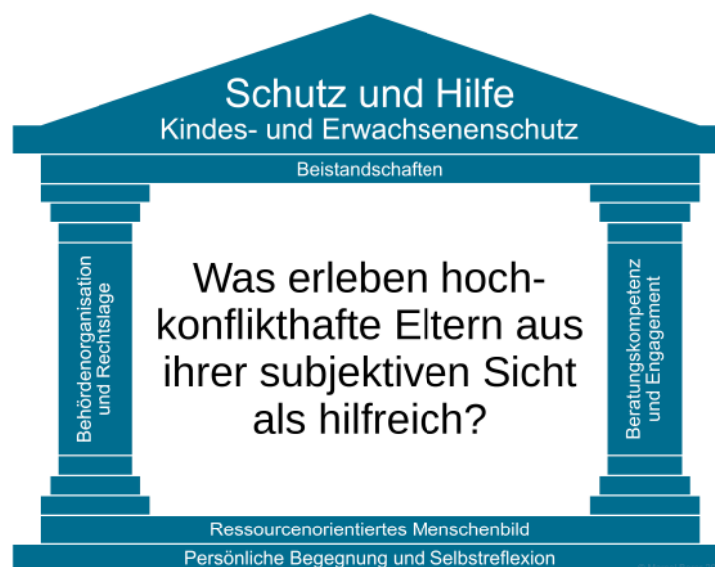 Schutz und Hilfe
Kindes- und Erwachsenenschutz
Beistandschaften
Behördenorganisation
und Rechtslage
Was erleben hoch-
konflikthafte Eltern aus
ihrer subjektiven Sicht
als hilfreich?
Beratungskompetenz
und Engagement
Ressourcenorientiertes Menschenbild
Persönliche Begegnung und Selbstreflexion